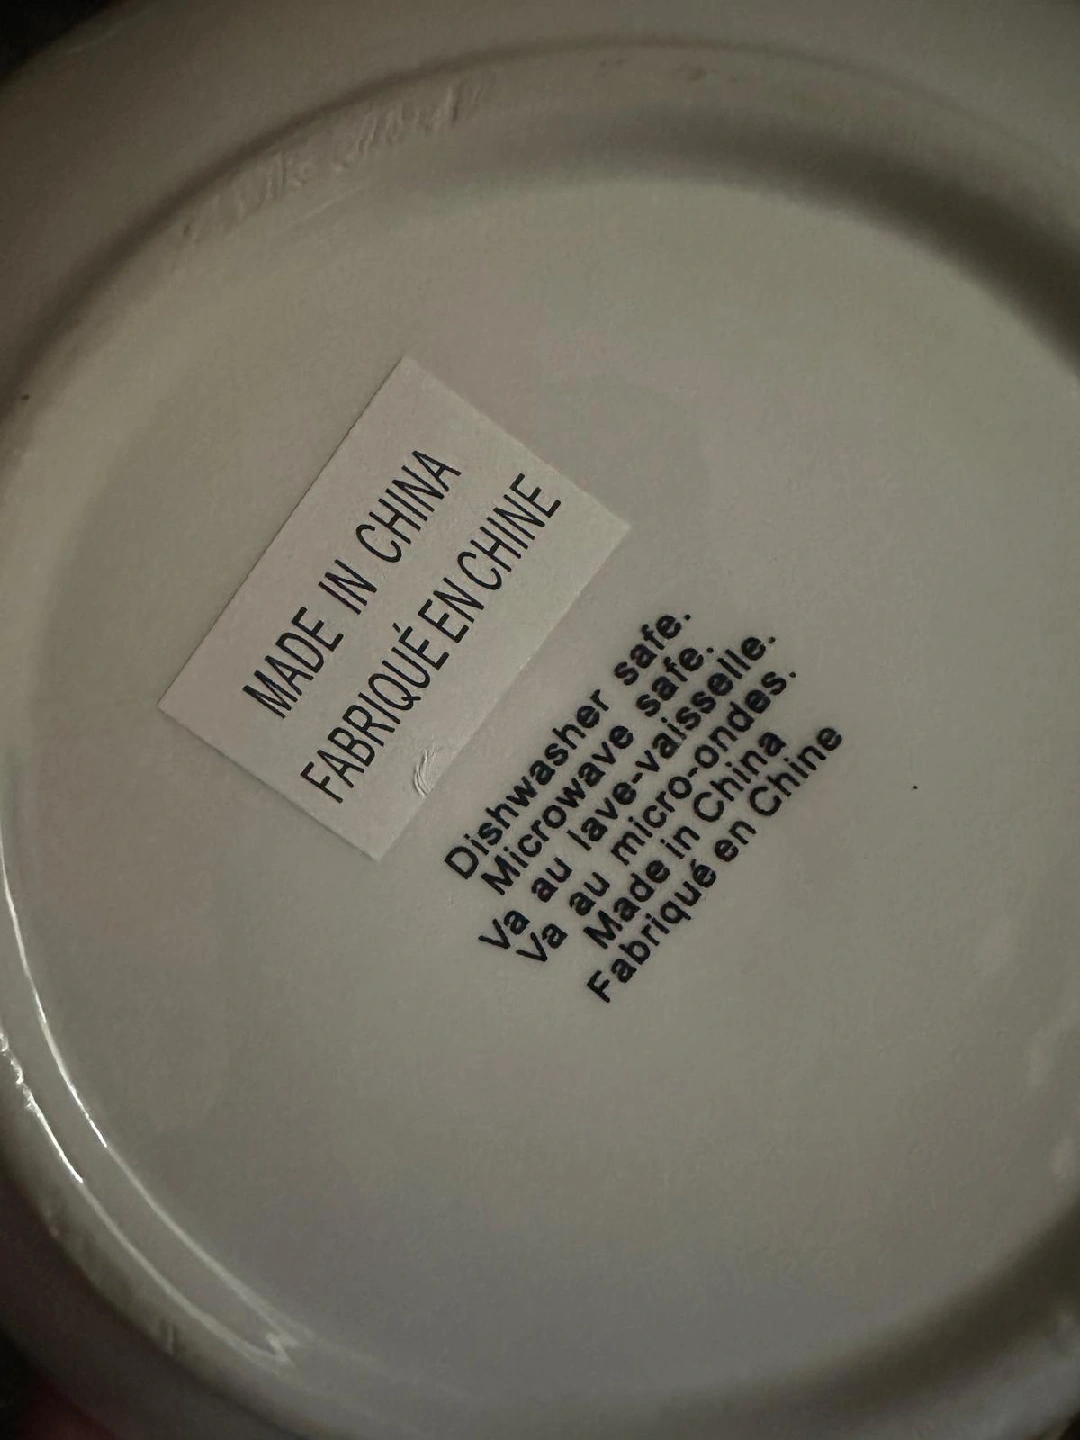 MADE IN CHINA
FABRIQUÉ EN CHINE
Dishwasher safe.
Microwave safe.
Va au lave-vaisselle.
Va au micro-ondes.
Made in China
Fabriqué en Chine